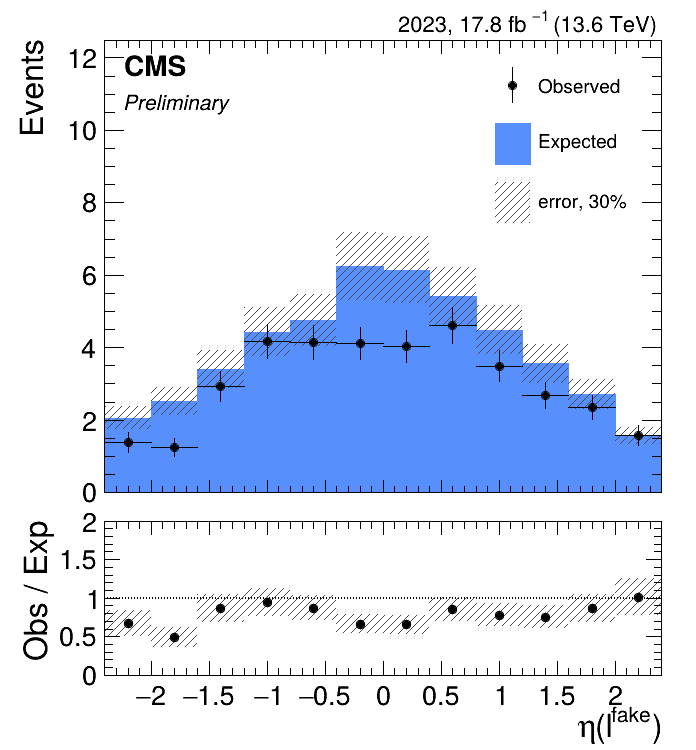 2023, 17.8 fb⁻¹ (13.6 TeV)
Events
CMS
Preliminary
Observed
Expected
error, 30%
12
10
8
6
4
2
0
Obs / Exp
2
1.5
1
0.5
0
−2 −1.5 −1 −0.5 0 0.5 1 1.5 2
η(l^fake)